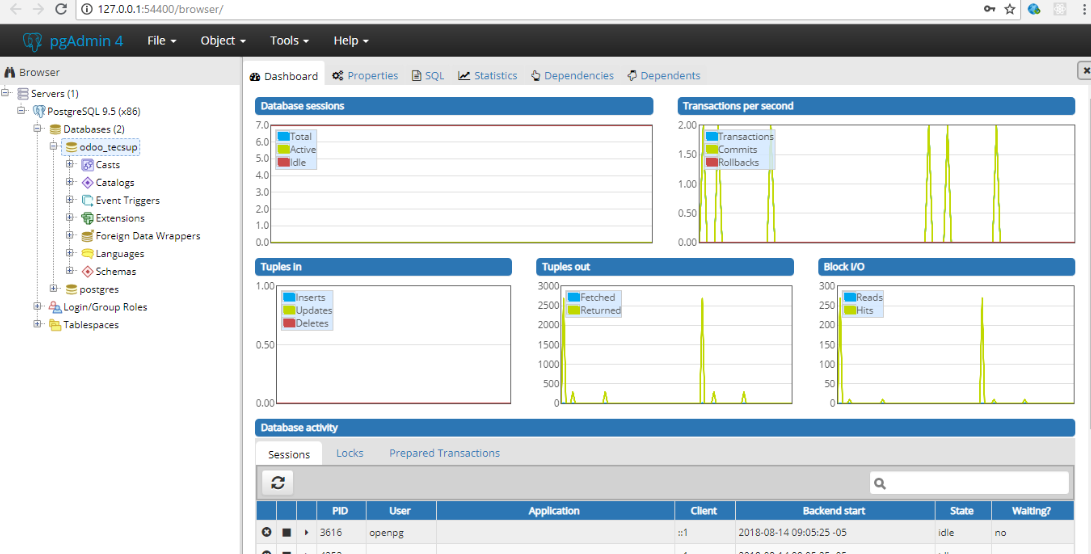 127.0.0.1:54400/browser/
pgAdmin 4 File Object Tools Help
Browser
Servers (1)
PostgreSQL 9.5 (x86)
Databases (2)
odoo_tecsup
Casts
Catalogs
Event Triggers
Extensions
Foreign Data Wrappers
Languages
Schemas
postgres
Login/Group Roles
Tablespaces
Dashboard Properties SQL Statistics Dependencies Dependents
Database sessions
7.0
6.0
5.0
4.0
3.0
2.0
1.0
0.0
Total
Active
Idle
Transactions per second
2.00
1.50
1.00
0.50
0.00
Transactions
Commits
Rollbacks
Tuples in
1.00
0.50
0.00
Inserts
Updates
Deletes
Tuples out
3000
2500
2000
1500
1000
500
0
Fetched
Returned
Block I/O
300
250
200
150
100
50
0
Reads
Hits
Database activity
Sessions Locks Prepared Transactions
PID User Application Client Backend start State Waiting?
3616 openpg ::1 2018-08-14 09:05:25 -05 idle no